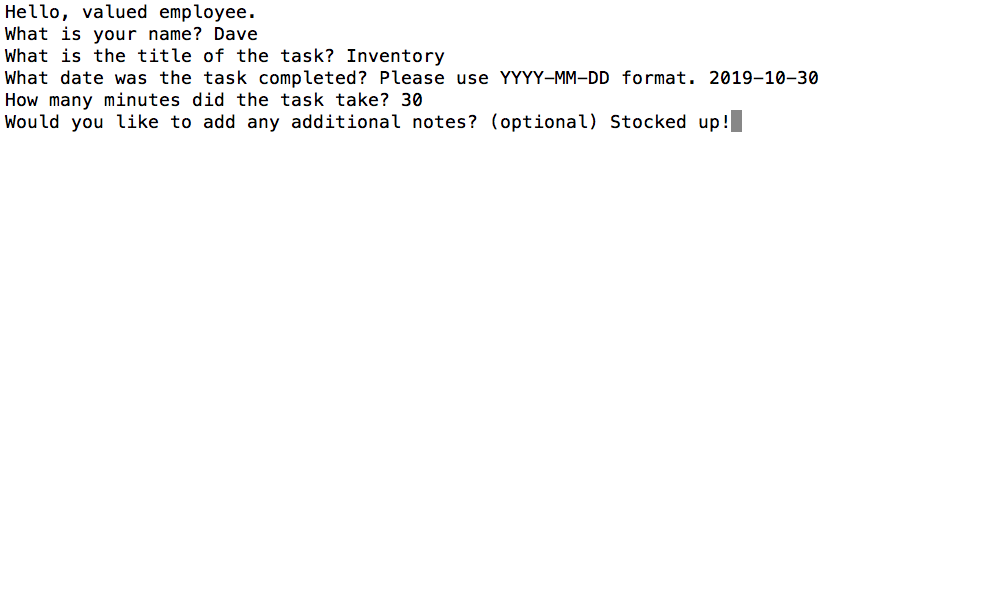 Hello, valued employee.
What is your name? Dave
What is the title of the task? Inventory
What date was the task completed? Please use YYYY-MM-DD format. 2019-10-30
How many minutes did the task take? 30
Would you like to add any additional notes? (optional) Stocked up!